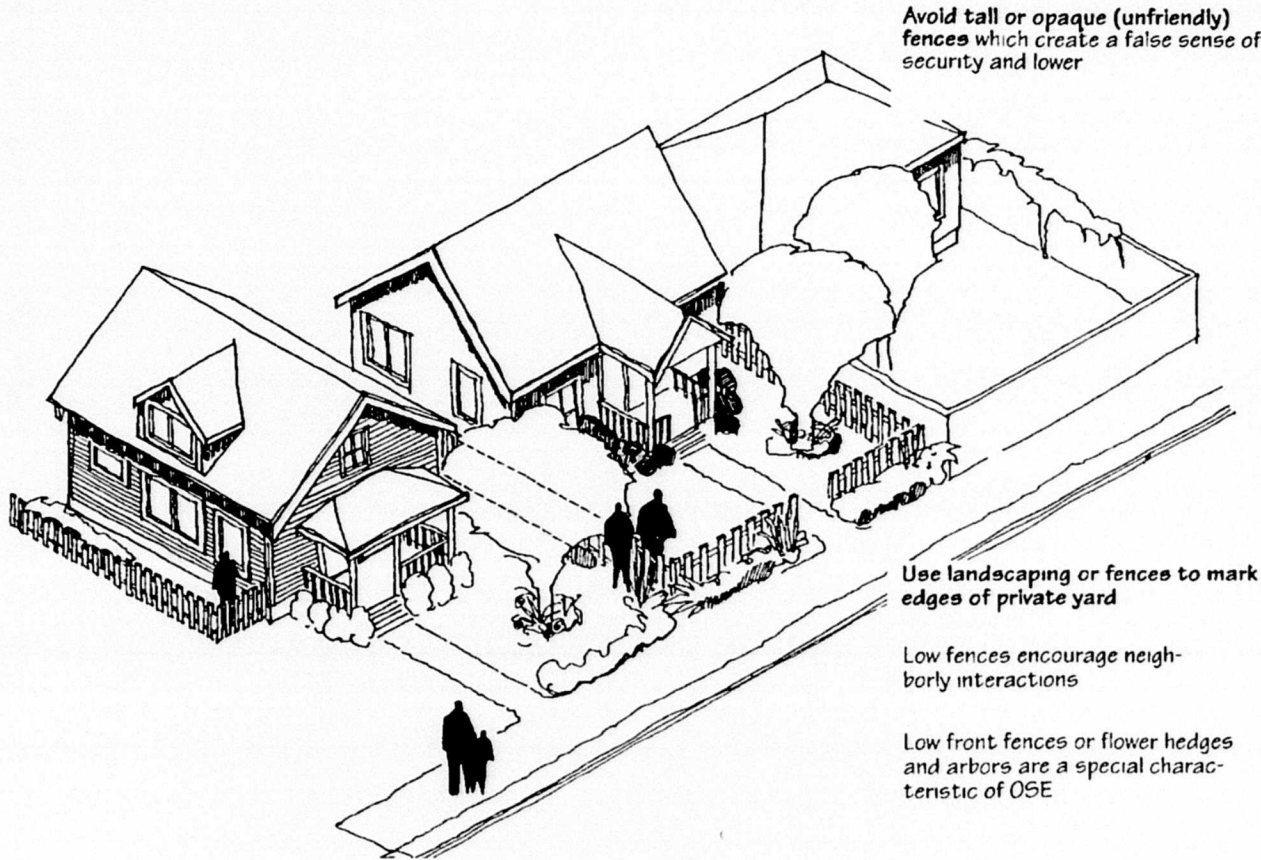 Avoid tall or opaque (unfriendly)
fences which create a false sense of
security and lower
Use landscaping or fences to mark
edges of private yard
Low fences encourage neigh-
borly interactions
Low front fences or flower hedges
and arbors are a special charac-
teristic of OSE